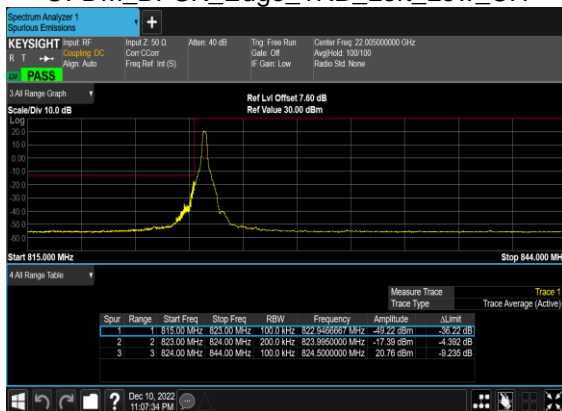 Spectrum Analyzer 1
Spurious Emissions
KEYSIGHT
R T
LXI PASS
Input: RF
Coupling: DC
Align: Auto
Input Z: 50 Ω
Corr CCorr
Freq Ref: Int (S)
Atten: 40 dB
Trig: Free Run
Gate: Off
IF Gain: Low
Center Freq: 22.005000000 GHz
Avg|Hold: 100/100
Radio Std: None
3 All Range Graph
Scale/Div 10.0 dB
Ref Lvl Offset 7.60 dB
Ref Value 30.00 dBm
Log
20.0
10.0
0.00
-10.0
-20.0
-30.0
-40.0
-50.0
-60.0
Start 815.000 MHz Stop 844.000 MHz
4 All Range Table
Measure Trace Trace 1
Trace Type Trace Average (Active)
Spur Range Start Freq Stop Freq RBW Frequency Amplitude ΔLimit
1 1 815.00 MHz 823.00 MHz 100.0 kHz 822.9466667 MHz -49.22 dBm -36.22 dB
2 2 823.00 MHz 824.00 MHz 200.0 kHz 823.9950000 MHz -17.39 dBm -4.392 dB
3 3 824.00 MHz 844.00 MHz 100.0 kHz 824.5000000 MHz 20.76 dBm -9.235 dB
?
Dec 10, 2022
11:07:34 PM